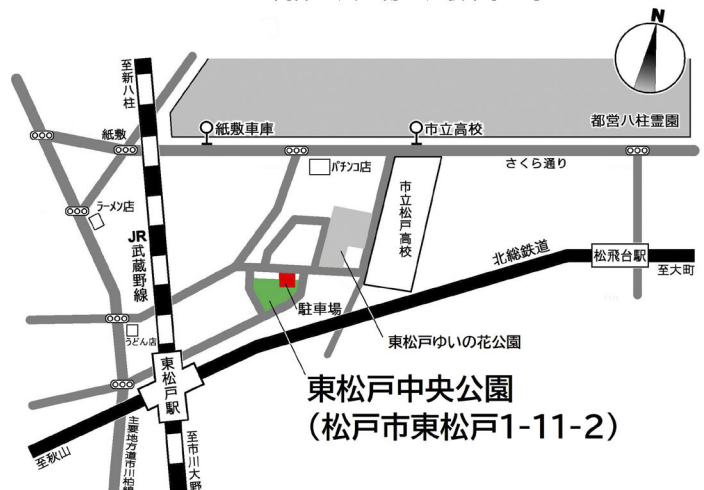 N
至新八柱
紙敷
紙敷車庫
市立高校
都営八柱霊園
さくら通り
パチンコ店
ラーメン店
市立松戸高校
JR武蔵野線
北総鉄道
松飛台駅
至大町
駐車場
東松戸ゆいの花公園
うどん店
東松戸駅
東松戸中央公園
(松戸市東松戸1-11-2)
至秋山
主要地方道市川柏線
至市川大野